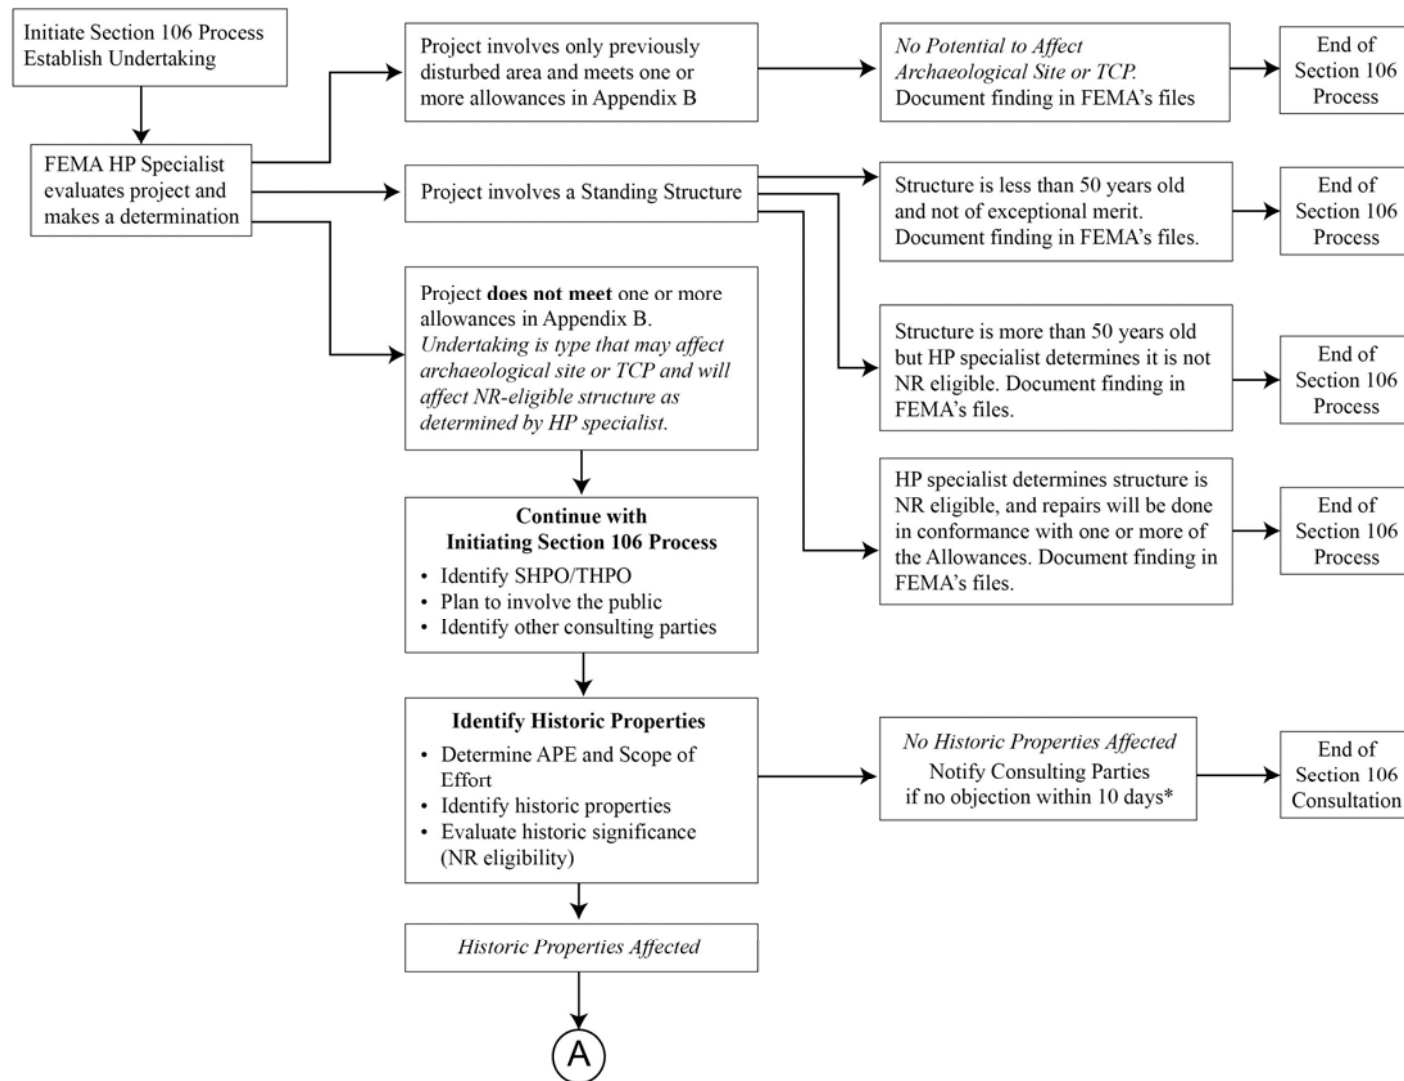 Initiate Section 106 Process
Establish Undertaking
FEMA HP Specialist
evaluates project and
makes a determination
Project involves only previously
disturbed area and meets one or
more allowances in Appendix B
No Potential to Affect
Archaeological Site or TCP.
Document finding in FEMA's files
End of
Section 106
Process
Project involves a Standing Structure
Structure is less than 50 years old
and not of exceptional merit.
Document finding in FEMA's files.
End of
Section 106
Process
Structure is more than 50 years old
but HP specialist determines it is not
NR eligible. Document finding in
FEMA's files.
End of
Section 106
Process
HP specialist determines structure is
NR eligible, and repairs will be done
in conformance with one or more of
the Allowances. Document finding in
FEMA's files.
End of
Section 106
Process
Project does not meet one or more
allowances in Appendix B.
Undertaking is type that may affect
archaeological site or TCP and will
affect NR-eligible structure as
determined by HP specialist.
Continue with
Initiating Section 106 Process
• Identify SHPO/THPO
• Plan to involve the public
• Identify other consulting parties
Identify Historic Properties
• Determine APE and Scope of
Effort
• Identify historic properties
• Evaluate historic significance
(NR eligibility)
No Historic Properties Affected
Notify Consulting Parties
if no objection within 10 days*
End of
Section 106
Consultation
Historic Properties Affected
A